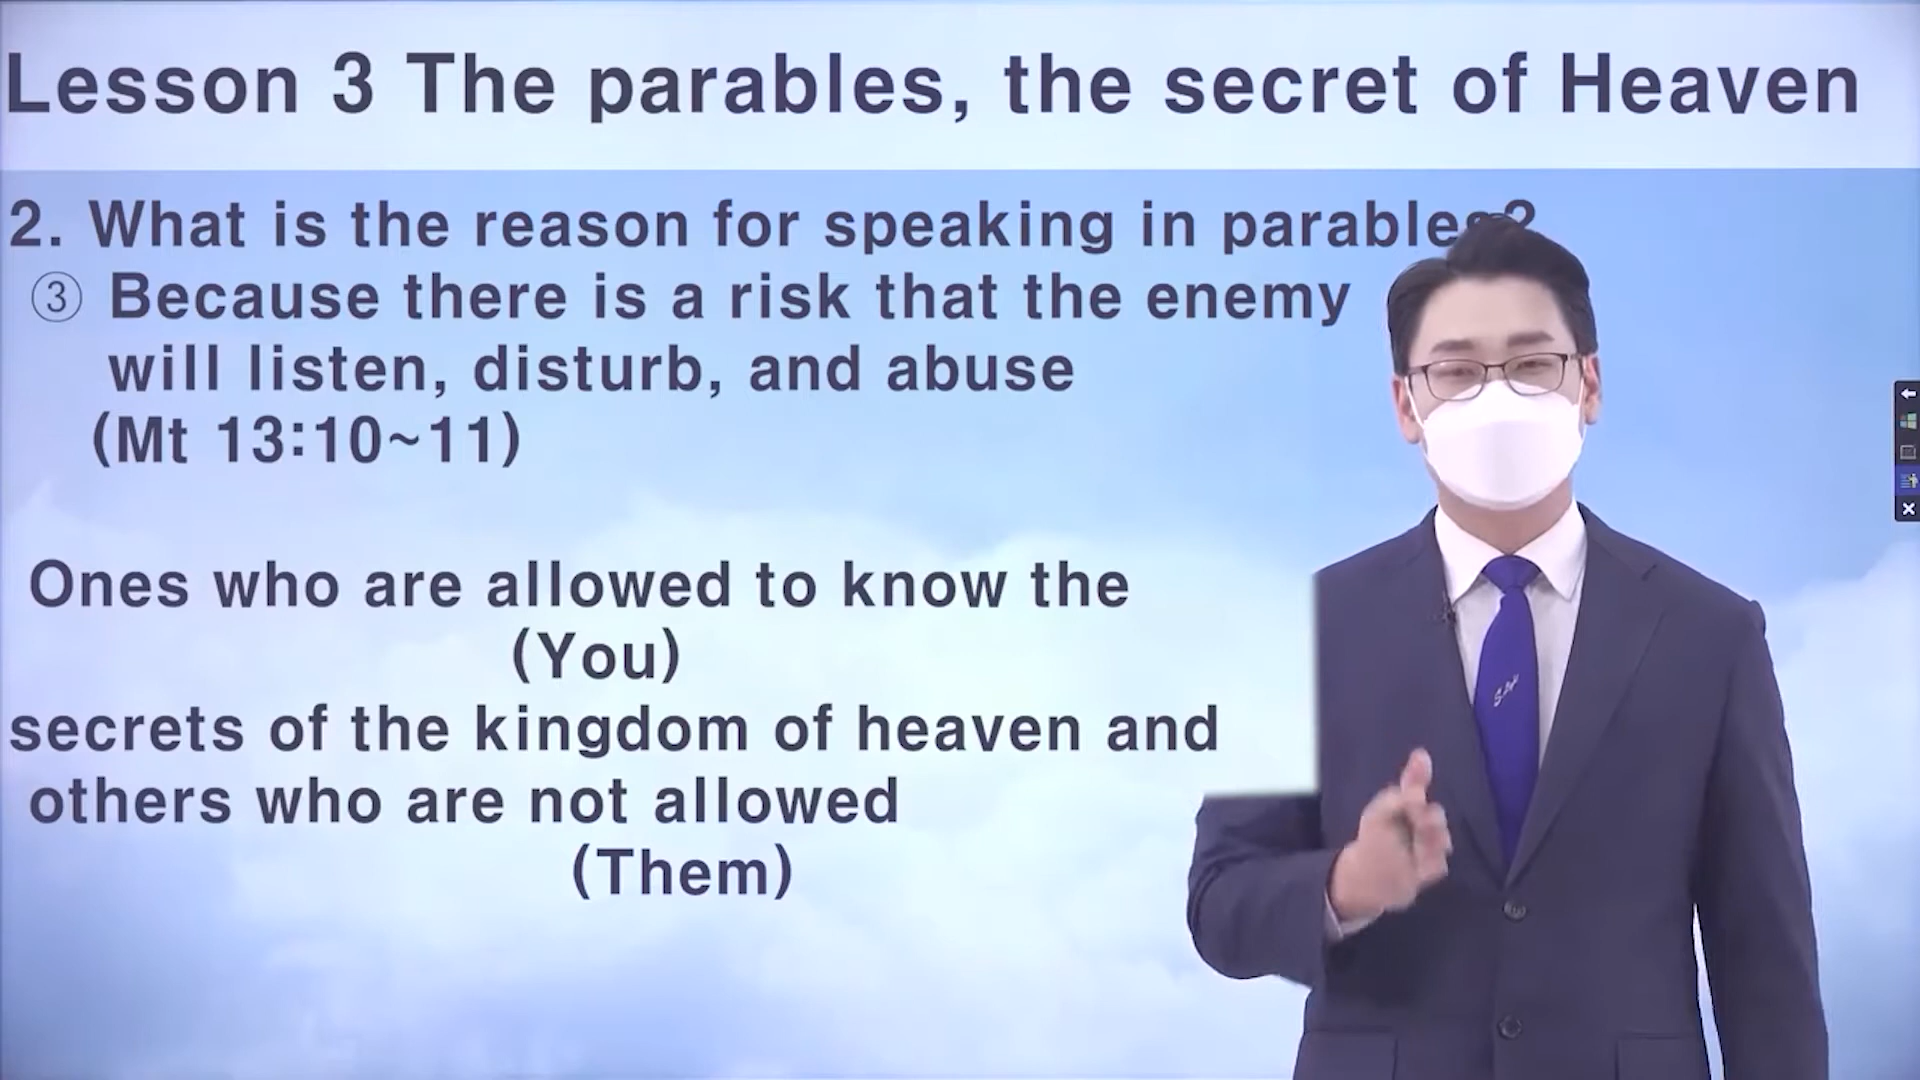 Lesson 3 The parables, the secret of Heaven
2. What is the reason for speaking in parables?
③ Because there is a risk that the enemy
will listen, disturb, and abuse
(Mt 13:10~11)
Ones who are allowed to know the
(You)
secrets of the kingdom of heaven and
others who are not allowed
(Them)